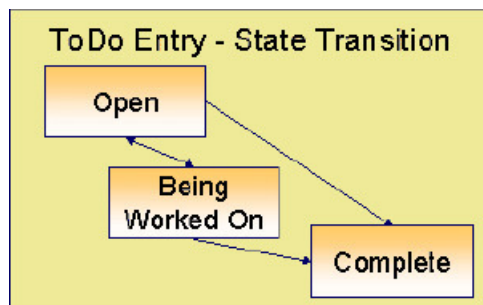 ToDo Entry - State Transition
Open
Being
Worked On
Complete